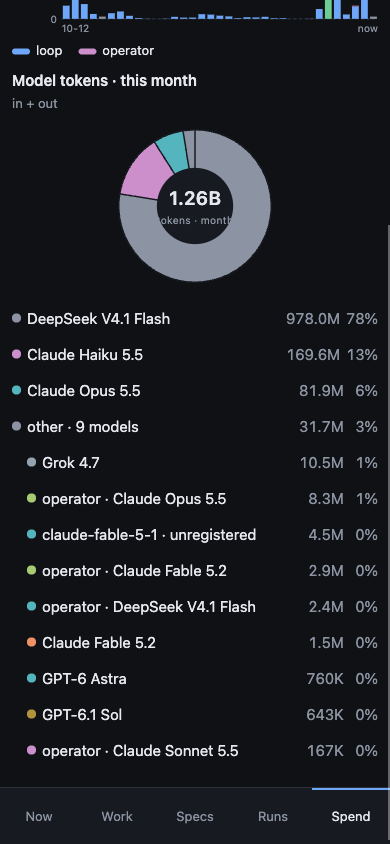 0
10-12 now
loop operator
Model tokens · this month
in + out
1.26B
tokens · month
DeepSeek V4.1 Flash 978.0M 78%
Claude Haiku 5.5 169.6M 13%
Claude Opus 5.5 81.9M 6%
other · 9 models 31.7M 3%
Grok 4.7 10.5M 1%
operator · Claude Opus 5.5 8.3M 1%
claude-fable-5-1 · unregistered 4.5M 0%
operator · Claude Fable 5.2 2.9M 0%
operator · DeepSeek V4.1 Flash 2.4M 0%
Claude Fable 5.2 1.5M 0%
GPT-6 Astra 760K 0%
GPT-6.1 Sol 643K 0%
operator · Claude Sonnet 5.5 167K 0%
Now Work Specs Runs Spend